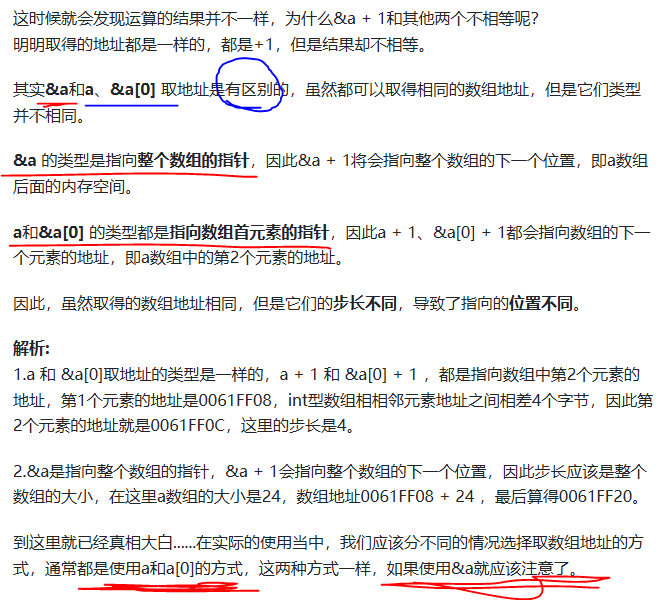 这时候就会发现运算的结果并不一样，为什么&a + 1和其他两个不相等呢？
明明取得的地址都是一样的，都是+1，但是结果却不相等。
其实&a和a、&a[0] 取地址是有区别的，虽然都可以取得相同的数组地址，但是它们类型
并不相同。
&a 的类型是指向整个数组的指针，因此&a + 1将会指向整个数组的下一个位置，即a数组
后面的内存空间。
a和&a[0] 的类型都是指向数组首元素的指针，因此a + 1、&a[0] + 1都会指向数组的下一
个元素的地址，即a数组中的第2个元素的地址。
因此，虽然取得的数组地址相同，但是它们的步长不同，导致了指向的位置不同。
解析:
1.a 和 &a[0]取地址的类型是一样的，a + 1 和 &a[0] + 1 ，都是指向数组中第2个元素的
地址，第1个元素的地址是0061FF08，int型数组相相邻元素地址之间相差4个字节，因此第
2个元素的地址就是0061FF0C，这里的步长是4。
2.&a是指向整个数组的指针，&a + 1会指向整个数组的下一个位置，因此步长应该是整个
数组的大小，在这里a数组的大小是24，数组地址0061FF08 + 24 ，最后算得0061FF20。
到这里就已经真相大白......在实际的使用当中，我们应该分不同的情况选择取数组地址的方
式，通常都是使用a和a[0]的方式，这两种方式一样，如果使用&a就应该注意了。